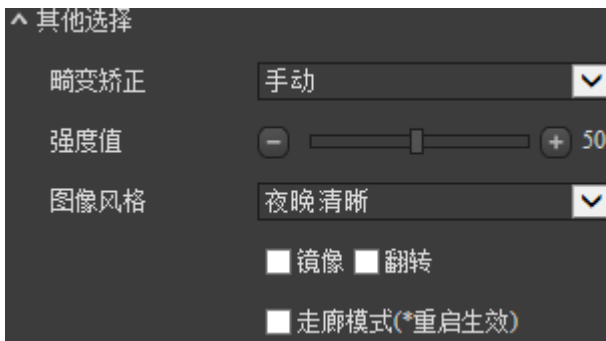 其他选择
畸变矫正 手动
强度值 50
图像风格 夜晚清晰
镜像 翻转
走廊模式(*重启生效)